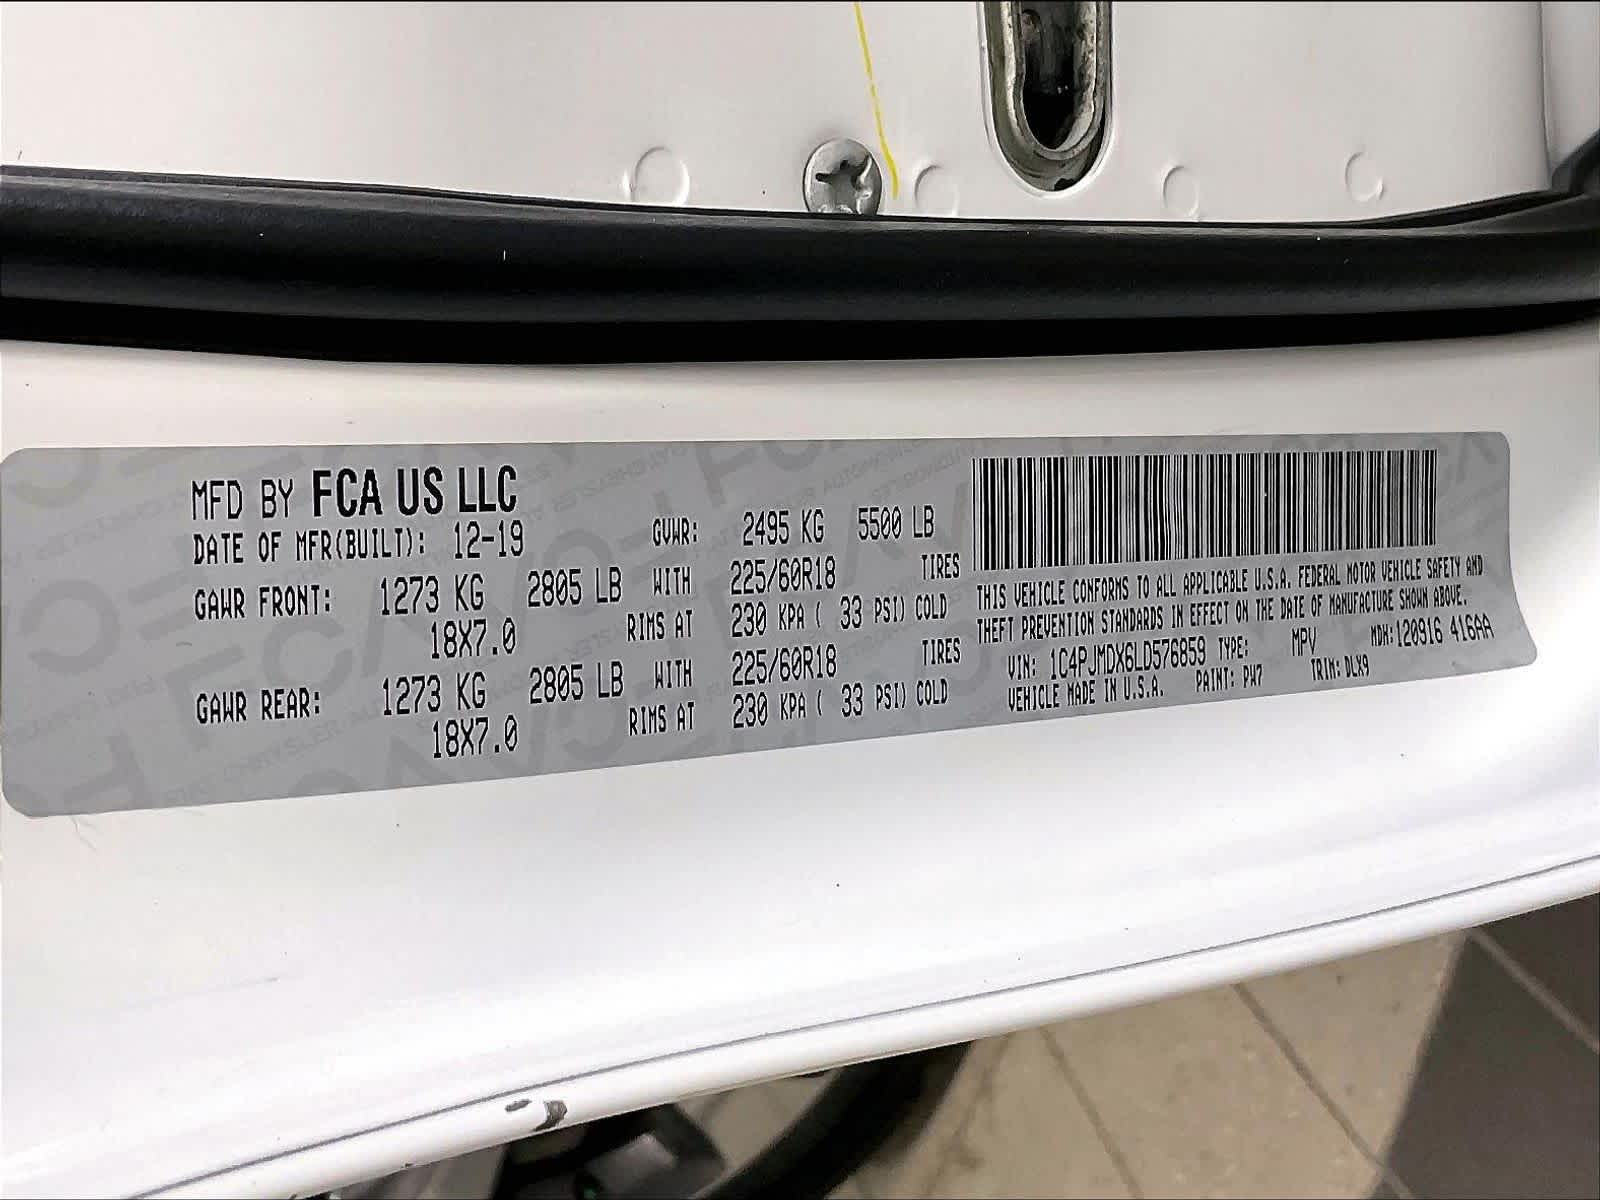 MFD BY FCA US LLC
DATE OF MFR(BUILT): 12-19 GVWR: 2495 KG 5500 LB
GAWR FRONT: 1273 KG 2805 LB WITH 225/60R18 TIRES
18X7.0 RIMS AT 230 KPA ( 33 PSI) COLD
GAWR REAR: 1273 KG 2805 LB WITH 225/60R18 TIRES
18X7.0 RIMS AT 230 KPA ( 33 PSI) COLD
THIS VEHICLE CONFORMS TO ALL APPLICABLE U.S.A. FEDERAL MOTOR VEHICLE SAFETY AND
THEFT PREVENTION STANDARDS IN EFFECT ON THE DATE OF MANUFACTURE SHOWN ABOVE.
VIN: 1C4PJMDX6LD576859 TYPE: MPV MDH:120916 416AA
VEHICLE MADE IN U.S.A. PAINT: PW7 TRIM: DLX9